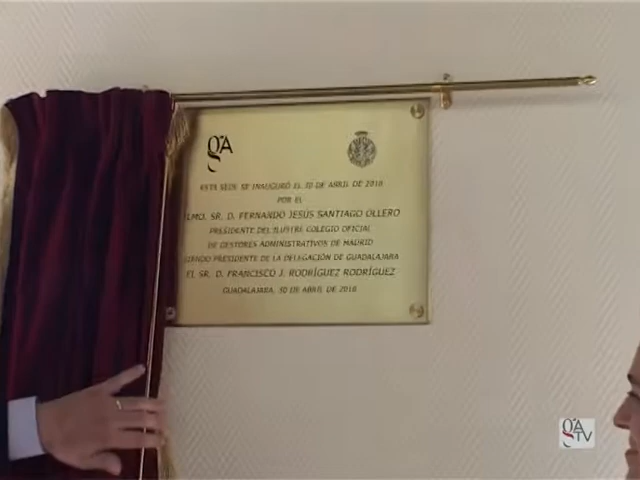 gA
ESTA SEDE SE INAUGURÓ EL 30 DE ABRIL DE 2018
POR EL
ILMO. SR. D. FERNANDO JESÚS SANTIAGO OLLERO
PRESIDENTE DEL ILUSTRE COLEGIO OFICIAL
DE GESTORES ADMINISTRATIVOS DE MADRID
SIENDO PRESIDENTE DE LA DELEGACIÓN DE GUADALAJARA
EL SR. D. FRANCISCO J. RODRÍGUEZ RODRÍGUEZ
GUADALAJARA, 30 DE ABRIL DE 2018
gA TV